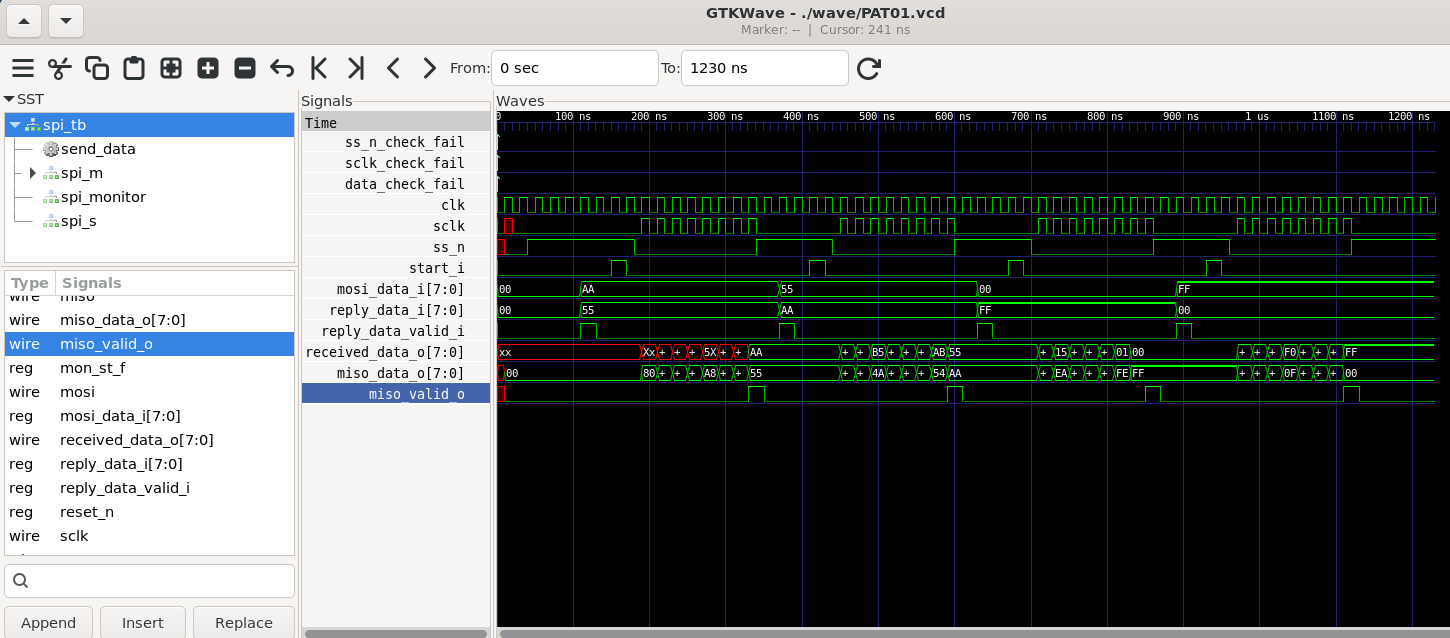 GTKWave - ./wave/PAT01.vcd
Marker: -- | Cursor: 241 ns
From: 0 sec To: 1230 ns
SST
spi_tb
send_data
spi_m
spi_monitor
spi_s
Type Signals
wire miso
wire miso_data_o[7:0]
wire miso_valid_o
reg mon_st_f
wire mosi
reg mosi_data_i[7:0]
wire received_data_o[7:0]
reg reply_data_i[7:0]
reg reply_data_valid_i
reg reset_n
wire sclk
Append Insert Replace
Signals
Time
ss_n_check_fail
sclk_check_fail
data_check_fail
clk
sclk
ss_n
start_i
mosi_data_i[7:0]
reply_data_i[7:0]
reply_data_valid_i
received_data_o[7:0]
miso_data_o[7:0]
miso_valid_o
Waves
0 100 ns 200 ns 300 ns 400 ns 500 ns 600 ns 700 ns 800 ns 900 ns 1 us 1100 ns 1200 ns
00 AA 55 00 FF
00 55 AA FF 00
xx Xx + + + 5X + + AA + + B5 + + + AB 55 + 15 + + + 01 00 + + + F0 + + + FF
00 80 + + + A8 + + 55 + + 4A + + + 54 AA + EA + + + FE FF + + + 0F + + + 00